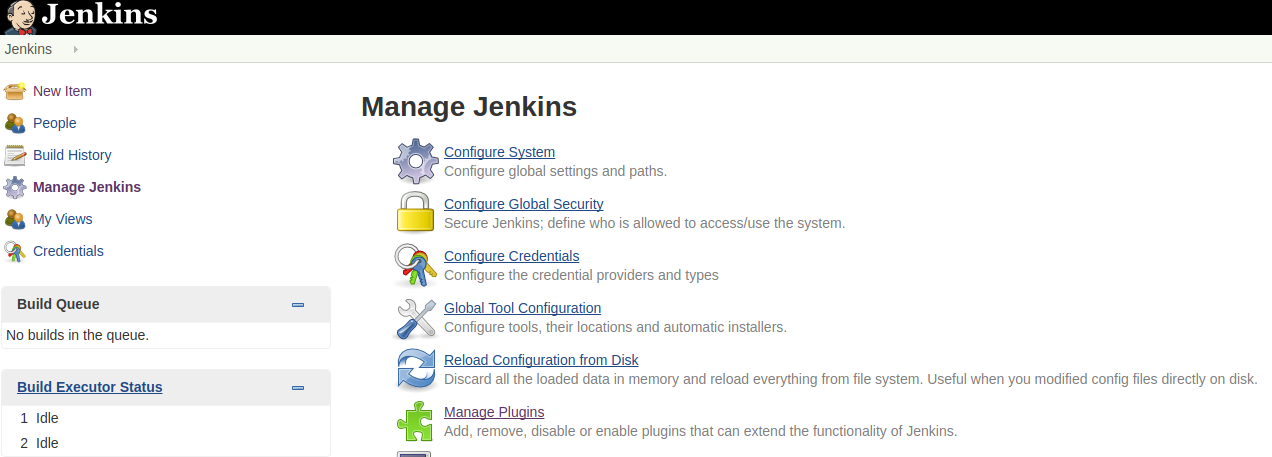 Jenkins
Jenkins
New Item
People
Build History
Manage Jenkins
My Views
Credentials
Build Queue
No builds in the queue.
Build Executor Status
1 Idle
2 Idle
Manage Jenkins
Configure System
Configure global settings and paths.
Configure Global Security
Secure Jenkins; define who is allowed to access/use the system.
Configure Credentials
Configure the credential providers and types
Global Tool Configuration
Configure tools, their locations and automatic installers.
Reload Configuration from Disk
Discard all the loaded data in memory and reload everything from file system. Useful when you modified config files directly on disk.
Manage Plugins
Add, remove, disable or enable plugins that can extend the functionality of Jenkins.